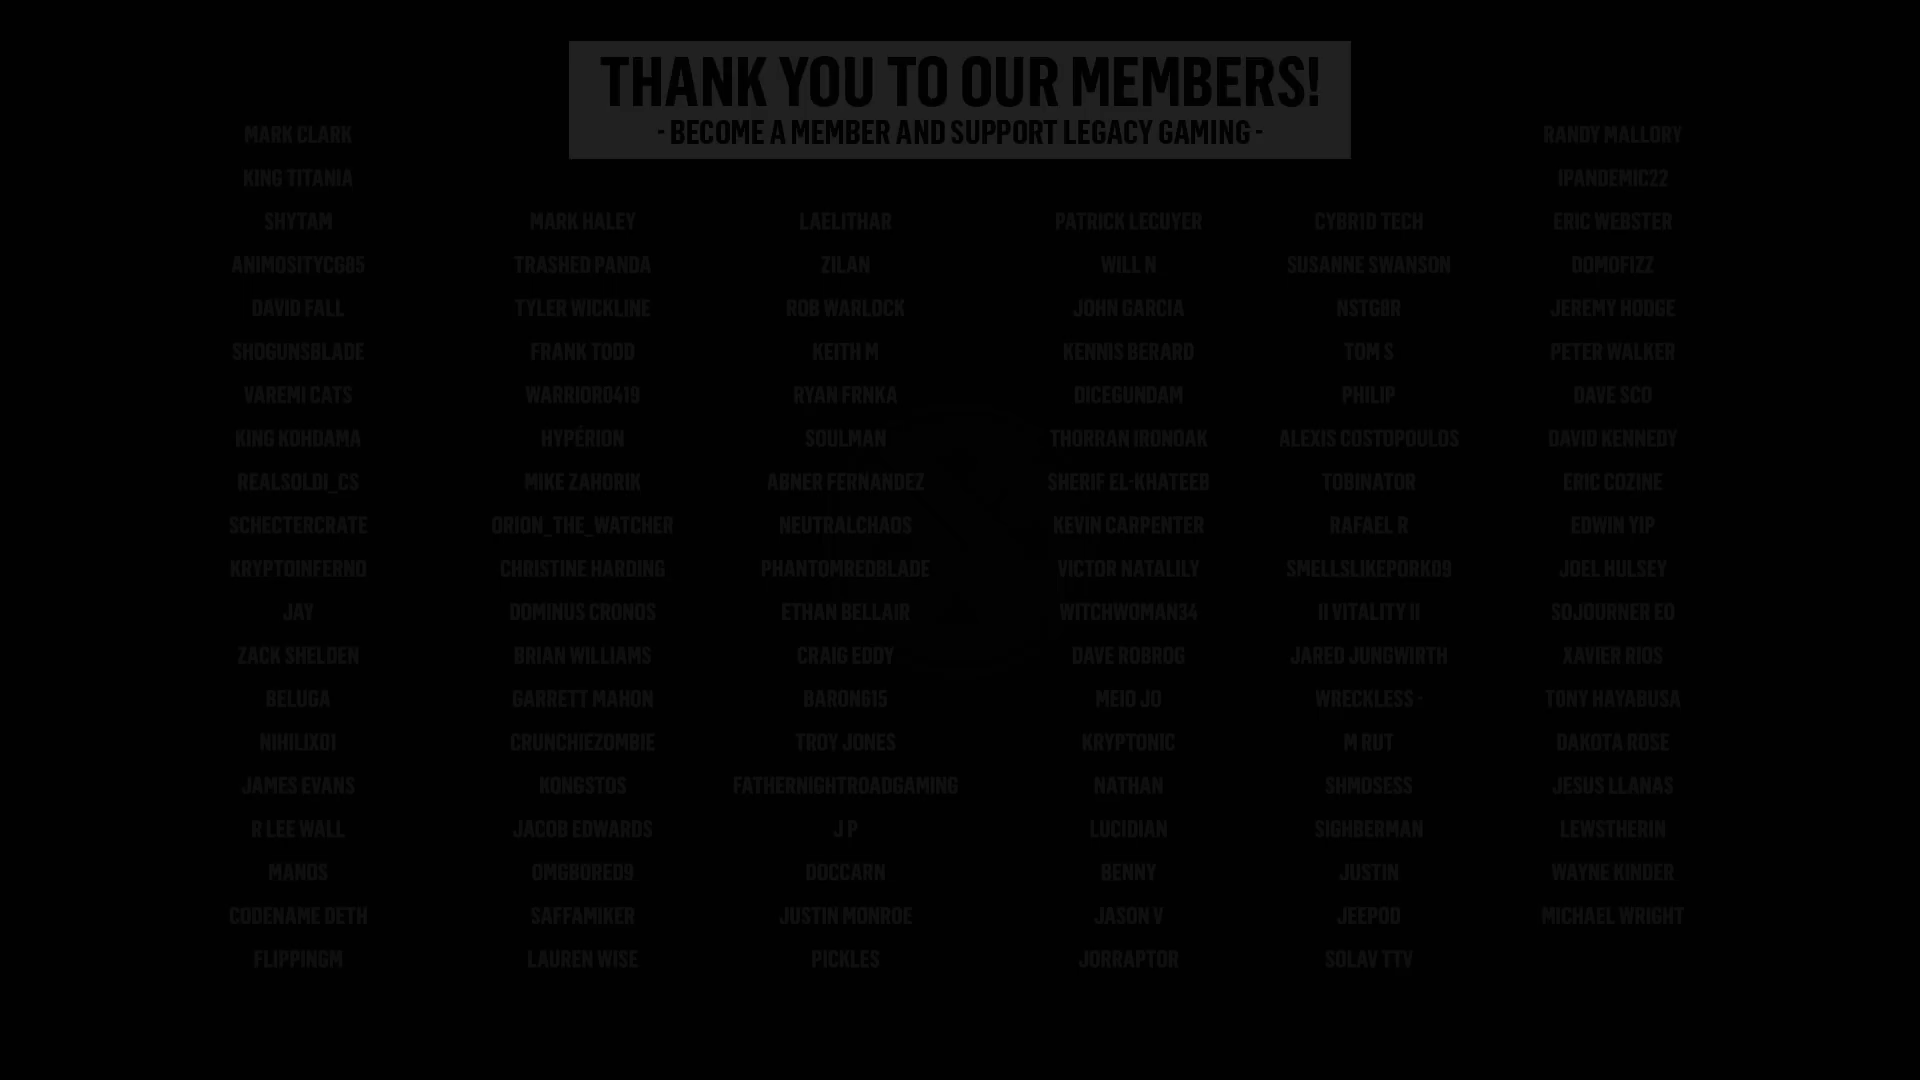 THANK YOU TO OUR MEMBERS!
- BECOME A MEMBER AND SUPPORT LEGACY GAMING -
MARK CLARK
KING TITANIA
SHYTAM
ANIMOSITYCG85
DAVID FALL
SHOGUNSBLADE
VAREMI CATS
KING KOHDAMA
REALSOLDI_CS
SCHECTERCRATE
KRYPTOINFERNO
JAY
ZACK SHELDEN
BELUGA
NIHILIX01
JAMES EVANS
R LEE WALL
MANOS
CODENAME DETH
FLIPPINGM
MARK HALEY
TRASHED PANDA
TYLER WICKLINE
FRANK TODD
WARRIOR0419
HYPÉRION
MIKE ZAHORIK
ORION_THE_WATCHER
CHRISTINE HARDING
DOMINUS CRONOS
BRIAN WILLIAMS
GARRETT MAHON
CRUNCHIEZOMBIE
KONGSTOS
JACOB EDWARDS
OMGBORED9
SAFFAMIKER
LAUREN WISE
LAELITHAR
ZILAN
ROB WARLOCK
KEITH M
RYAN FRNKA
SOULMAN
ABNER FERNANDEZ
NEUTRALCHAOS
PHANTOMREDBLADE
ETHAN BELLAIR
CRAIG EDDY
BARON615
TROY JONES
FATHERNIGHTROADGAMING
J P
DOCCARN
JUSTIN MONROE
PICKLES
PATRICK LECUYER
WILL N
JOHN GARCIA
KENNIS BERARD
DICEGUNDAM
THORRAN IRONOAK
SHERIF EL-KHATEEB
KEVIN CARPENTER
VICTOR NATALILY
WITCHWOMAN34
DAVE ROBROG
MEIO JO
KRYPTONIC
NATHAN
LUCIDIAN
BENNY
JASON V
JORRAPTOR
CYBR1D TECH
SUSANNE SWANSON
NSTG8R
TOM S
PHILIP
ALEXIS COSTOPOULOS
TOBINATOR
RAFAEL R
SMELLSLIKEPORK09
II VITALITY II
JARED JUNGWIRTH
WRECKLESS -
M RUT
SHMOSESS
SIGHBERMAN
JUSTIN
JEEPOD
SOLAV TTV
RANDY MALLORY
IPANDEMIC22
ERIC WEBSTER
DOMOFIZZ
JEREMY HODGE
PETER WALKER
DAVE SCO
DAVID KENNEDY
ERIC COZINE
EDWIN YIP
JOEL HULSEY
SOJOURNER EO
XAVIER RIOS
TONY HAYABUSA
DAKOTA ROSE
JESUS LLANAS
LEWSTHERIN
WAYNE KINDER
MICHAEL WRIGHT